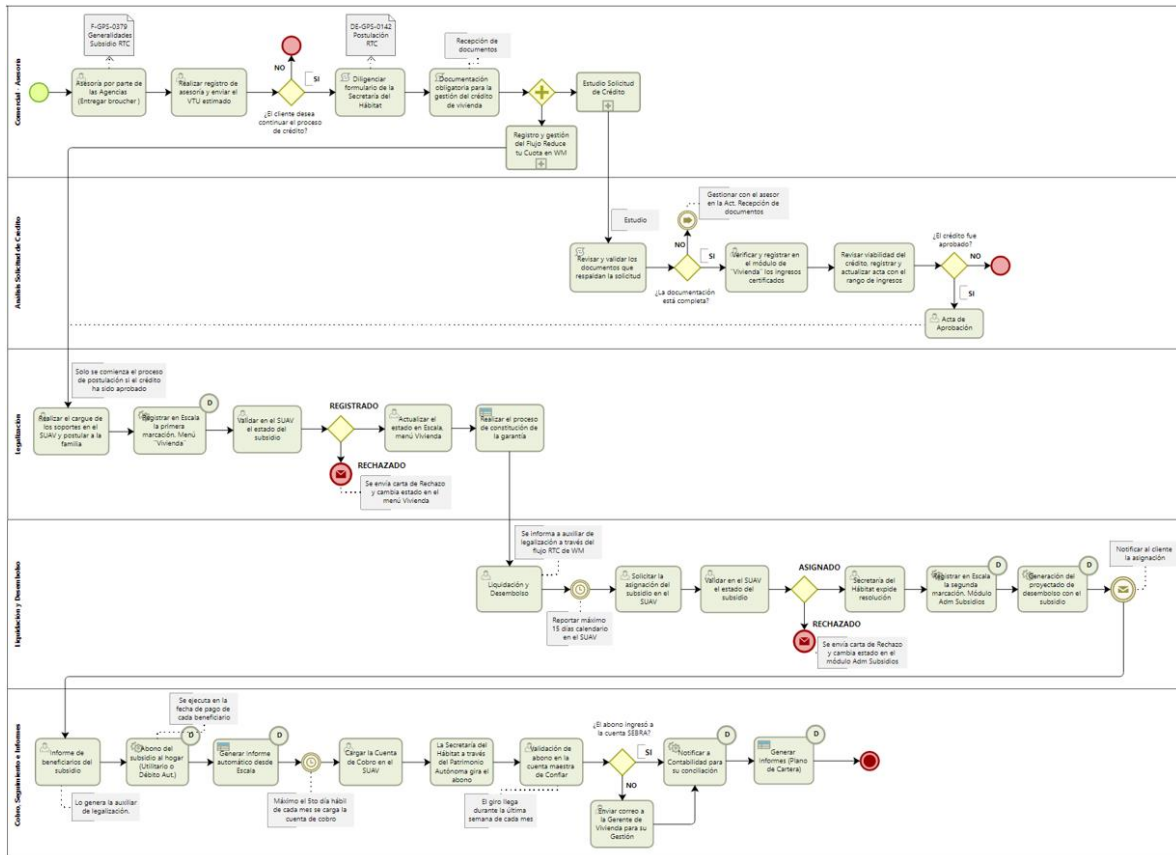 Comercial - Asesoría
F-GPS-0379
Generalidades
Subsidio RTC
Asesoría por parte de
las Agencias
(Entregar broucher )
Realizar registro de
asesoría y enviar el
VTU estimado
NO
SI
¿El cliente desea
continuar el proceso
de crédito?
DE-GPS-0142
Postulación
RTC
Diligenciar
formulario de la
Secretaría del
Hábitat
Recepción de
documentos
Documentación
obligatoria para la
gestión del crédito
de vivienda
Estudio Solicitud
de Crédito
Registro y gestión
del Flujo Reduce
tu Cuota en WM
Análisis Solicitud de Crédito
Estudio
Revisar y validar los
documentos que
respaldan la solicitud
Gestionar con el asesor
en la Act. Recepción de
documentos
NO
SI
¿La documentación
está completa?
Verificar y registrar en
el módulo de
"Vivienda" los ingresos
certificados
Revisar viabilidad del
crédito, registrar y
actualizar acta con el
rango de ingresos
¿El crédito fue
aprobado?
NO
SI
Acta de
Aprobación
Legalización
Solo se comienza el proceso
de postulación si el crédito
ha sido aprobado
Realizar el cargue de
los soportes en el
SUAV y postular a la
familia
D
Registrar en Escala
la primera
marcación. Menú
"Vivienda"
Validar en el SUAV
el estado del
subsidio
REGISTRADO
RECHAZADO
Se envía carta de Rechazo
y cambia estado en el
menú Vivienda
Actualizar el
estado en Escala,
menú Vivienda
Realizar el proceso
de constitución de
la garantía
Liquidación y Desembolso
Se informa a auxiliar de
legalización a través del
flujo RTC de WM
Liquidación y
Desembolso
Reportar máximo
15 días calendario
en el SUAV
Solicitar la
asignación del
subsidio en el
SUAV
Validar en el SUAV
el estado del
subsidio
ASIGNADO
RECHAZADO
Se envía carta de Rechazo
y cambia estado en el
módulo Adm Subsidios
Secretaría del
Hábitat expide
resolución
D
Registrar en Escala
la segunda
marcación. Módulo
Adm Subsidios
D
Generación del
proyectado de
desembolso con el
subsidio
Notificar al cliente
la asignación
Cobro, Seguimiento e Informes
Informe de
beneficiarios del
subsidio
Lo genera la auxiliar
de legalización.
Se ejecuta en la
fecha de pago de
cada beneficiario
D
Abono del
subsidio al hogar
(Utilitario o
Débito Aut.)
D
Generar Informe
automático desde
Escala
Máximo el 5to día hábil
de cada mes se carga la
cuenta de cobro
Cargar la Cuenta
de Cobro en el
SUAV
La Secretaría del
Hábitat a través
del Patrimonio
Autónoma gira el
abono
Validación de
abono en la
cuenta maestra
de Confiar
El giro llega
durante la última
semana de cada mes
¿El abono ingresó a
la cuenta SEBRA?
SI
NO
Enviar correo a
la Gerente de
Vivienda para su
Gestión
D
Notificar a
Contabilidad para
su conciliación
D
Generar
Informes (Plano
de Cartera)